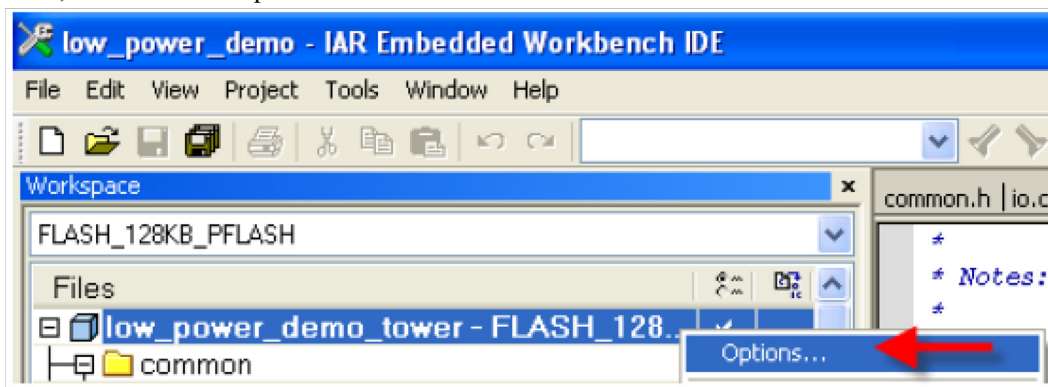 low_power_demo - IAR Embedded Workbench IDE
File Edit View Project Tools Window Help
Workspace
common.h io.c
FLASH_128KB_PFLASH
*
Files
* Notes:
*
low_power_demo_tower - FLASH_128...
Options...
common